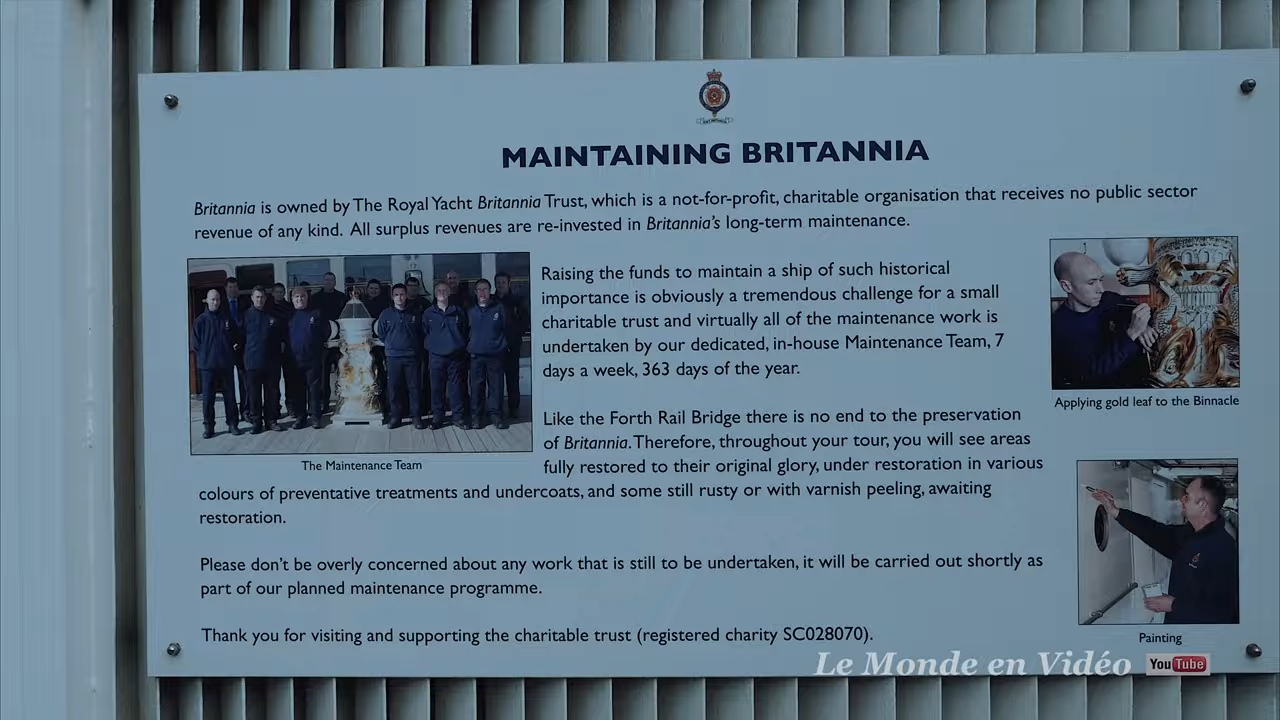 MAINTAINING BRITANNIA
Britannia is owned by The Royal Yacht Britannia Trust, which is a not-for-profit, charitable organisation that receives no public sector
revenue of any kind. All surplus revenues are re-invested in Britannia's long-term maintenance.
Raising the funds to maintain a ship of such historical
importance is obviously a tremendous challenge for a small
charitable trust and virtually all of the maintenance work is
undertaken by our dedicated, in-house Maintenance Team, 7
days a week, 363 days of the year.
Like the Forth Rail Bridge there is no end to the preservation
of Britannia. Therefore, throughout your tour, you will see areas
fully restored to their original glory, under restoration in various
colours of preventative treatments and undercoats, and some still rusty or with varnish peeling, awaiting
restoration.
Please don't be overly concerned about any work that is still to be undertaken, it will be carried out shortly as
part of our planned maintenance programme.
Thank you for visiting and supporting the charitable trust (registered charity SC028070).
The Maintenance Team
Applying gold leaf to the Binnacle
Painting
Le Monde en Vidéo YouTube